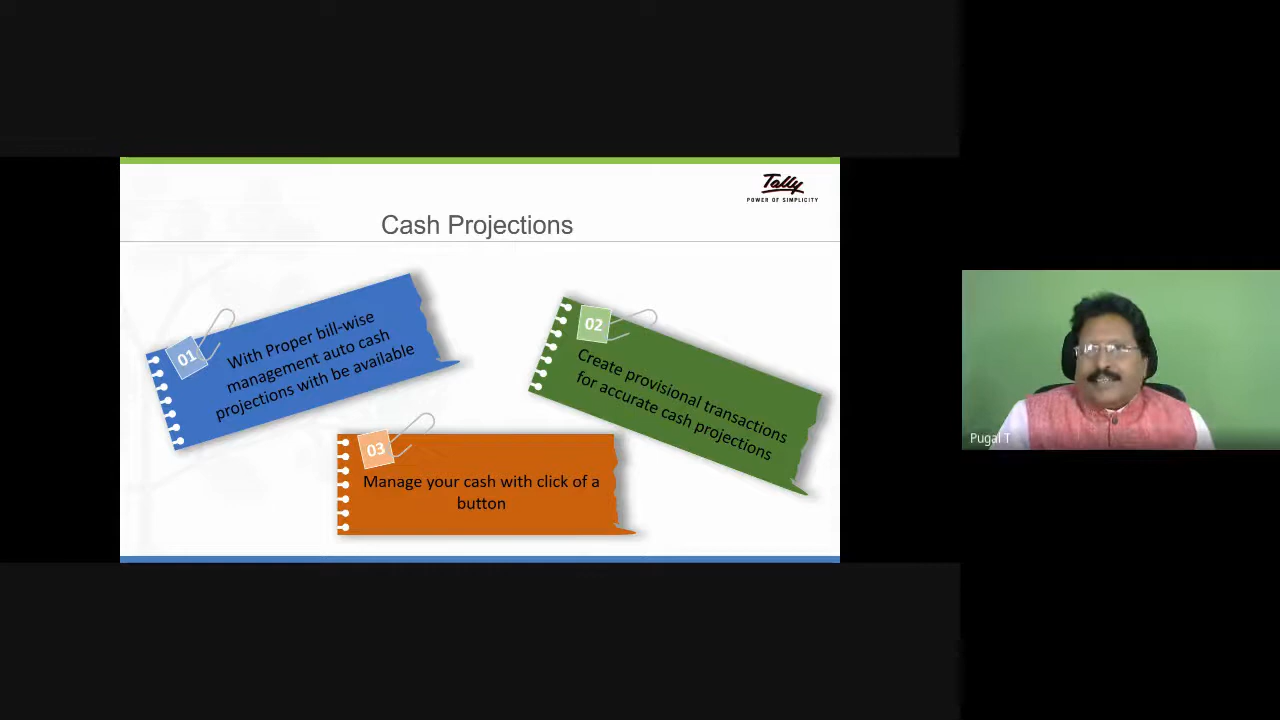 Tally
POWER OF SIMPLICITY
Cash Projections
01
With Proper bill-wise
management auto cash
projections with be available
02
Create provisional transactions
for accurate cash projections
03
Manage your cash with click of a
button
Pugal T